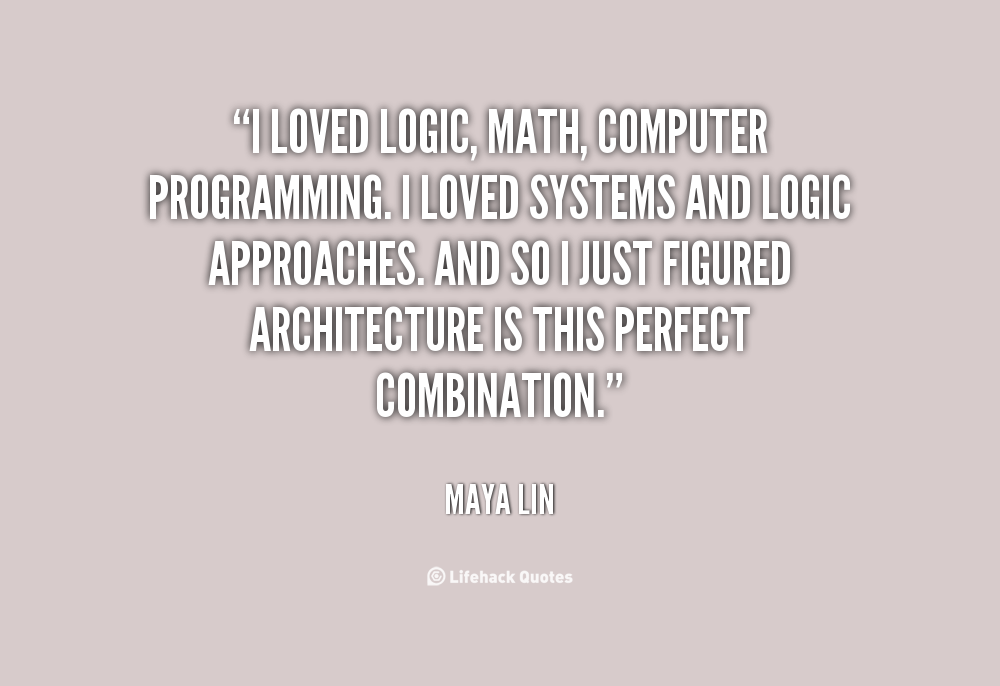 “I LOVED LOGIC, MATH, COMPUTER
PROGRAMMING. I LOVED SYSTEMS AND LOGIC
APPROACHES. AND SO I JUST FIGURED
ARCHITECTURE IS THIS PERFECT
COMBINATION.”
MAYA LIN
Lifehack Quotes